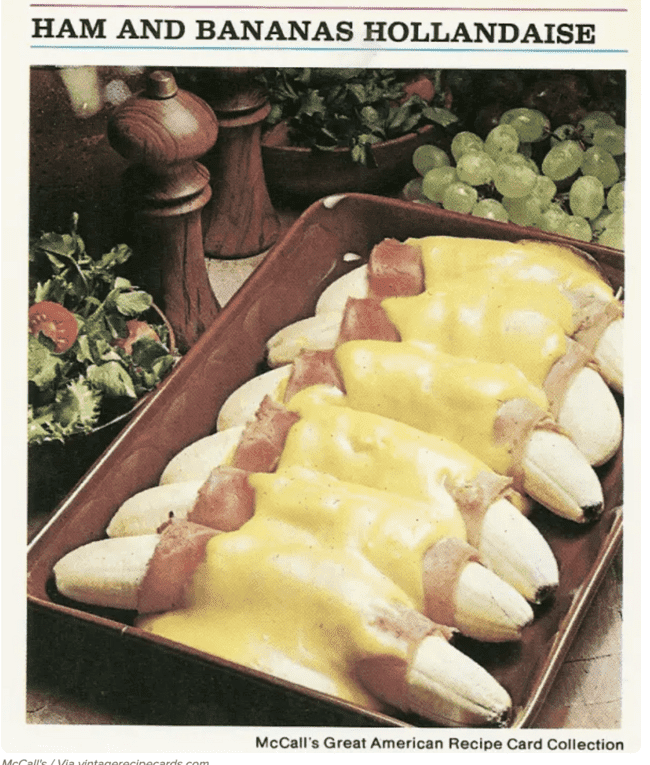 HAM AND BANANAS HOLLANDAISE
McCall's Great American Recipe Card Collection
McCall's / Via vintagerecipecards.com